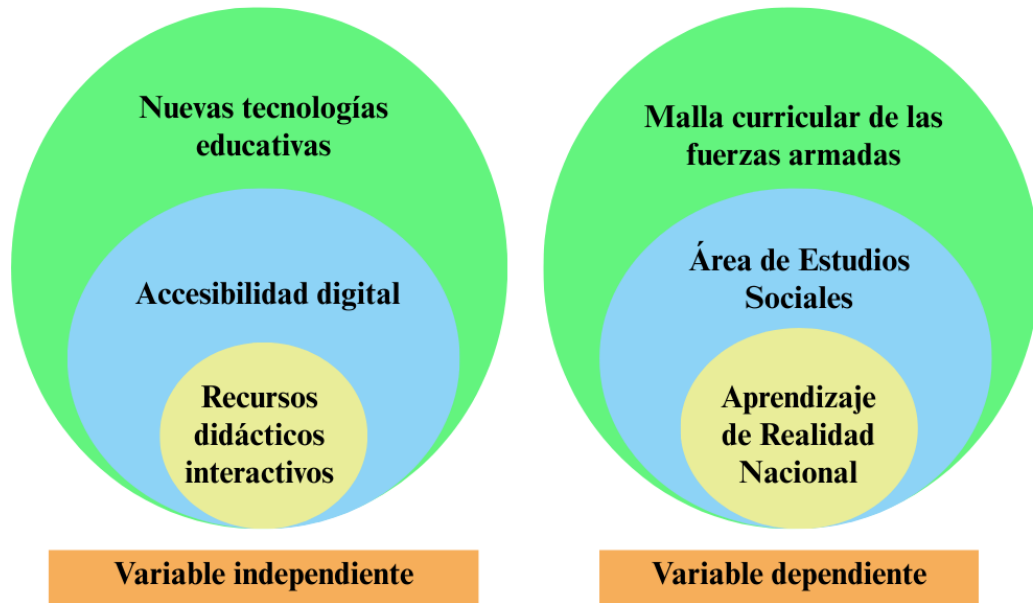 Nuevas tecnologías
educativas
Accesibilidad digital
Recursos
didácticos
interactivos
Variable independiente
Malla curricular de las
fuerzas armadas
Área de Estudios
Sociales
Aprendizaje
de Realidad
Nacional
Variable dependiente